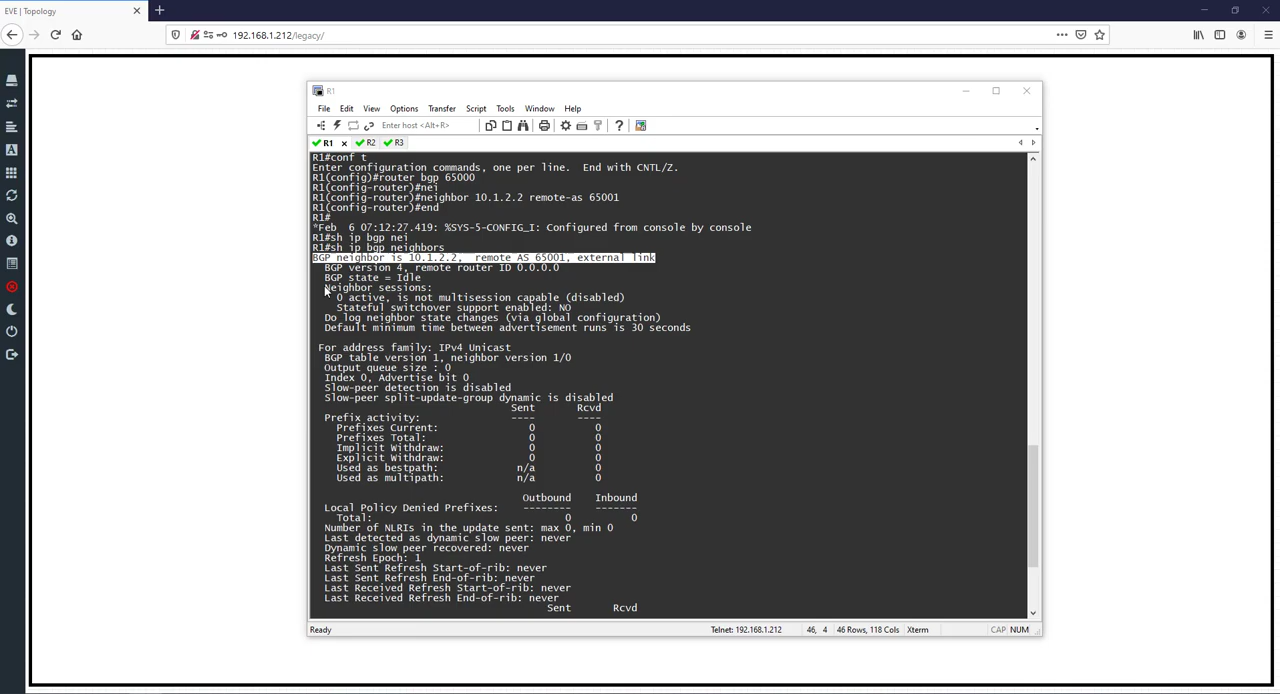 EVE | Topology
192.168.1.212/legacy/
R1
File Edit View Options Transfer Script Tools Window Help
Enter host <Alt+R>
R1 R2 R3
R1#conf t
Enter configuration commands, one per line.  End with CNTL/Z.
R1(config)#router bgp 65000
R1(config-router)#nei
R1(config-router)#neighbor 10.1.2.2 remote-as 65001
R1(config-router)#end
R1#
*Feb  6 07:12:27.419: %SYS-5-CONFIG_I: Configured from console by console
R1#sh ip bgp nei
R1#sh ip bgp neighbors
BGP neighbor is 10.1.2.2,  remote AS 65001, external link
BGP version 4, remote router ID 0.0.0.0
BGP state = Idle
Neighbor sessions:
0 active, is not multisession capable (disabled)
Stateful switchover support enabled: NO
Do log neighbor state changes (via global configuration)
Default minimum time between advertisement runs is 30 seconds
For address family: IPv4 Unicast
BGP table version 1, neighbor version 1/0
Output queue size : 0
Index 0, Advertise bit 0
Slow-peer detection is disabled
Slow-peer split-update-group dynamic is disabled
Sent Rcvd
Prefix activity: ---- ----
Prefixes Current: 0 0
Prefixes Total: 0 0
Implicit Withdraw: 0 0
Explicit Withdraw: 0 0
Used as bestpath: n/a 0
Used as multipath: n/a 0
Outbound Inbound
Local Policy Denied Prefixes: -------- -------
Total: 0 0
Number of NLRIs in the update sent: max 0, min 0
Last detected as dynamic slow peer: never
Dynamic slow peer recovered: never
Refresh Epoch: 1
Last Sent Refresh Start-of-rib: never
Last Sent Refresh End-of-rib: never
Last Received Refresh Start-of-rib: never
Last Received Refresh End-of-rib: never
Sent Rcvd
Ready Telnet: 192.168.1.212 46, 4 46 Rows, 118 Cols Xterm CAP NUM